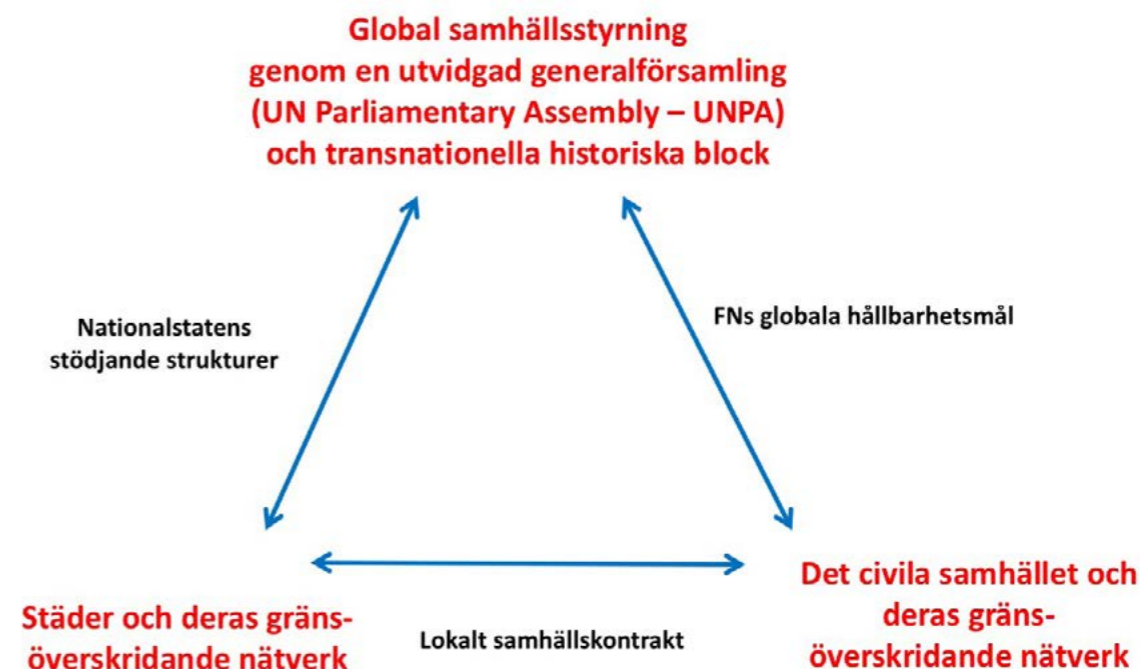 Global samhällsstyrning
genom en utvidgad generalförsamling
(UN Parliamentary Assembly – UNPA)
och transnationella historiska block
Nationalstatens
stödjande strukturer
FNs globala hållbarhetsmål
Städer och deras gräns-
överskridande nätverk
Lokalt samhällskontrakt
Det civila samhället och
deras gräns-
överskridande nätverk